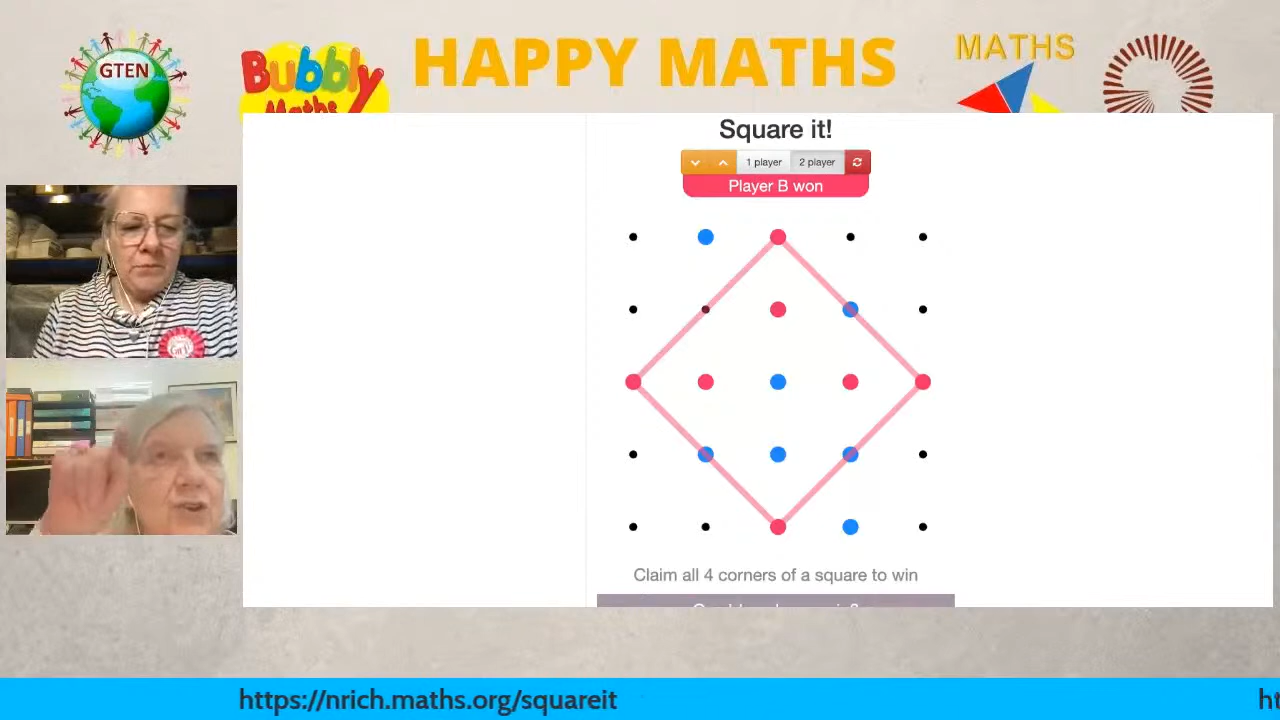 GTEN
Bubbly
Maths
HAPPY MATHS
MATHS
Square it!
1 player
2 player
Player B won
Claim all 4 corners of a square to win
https://nrich.maths.org/squareit